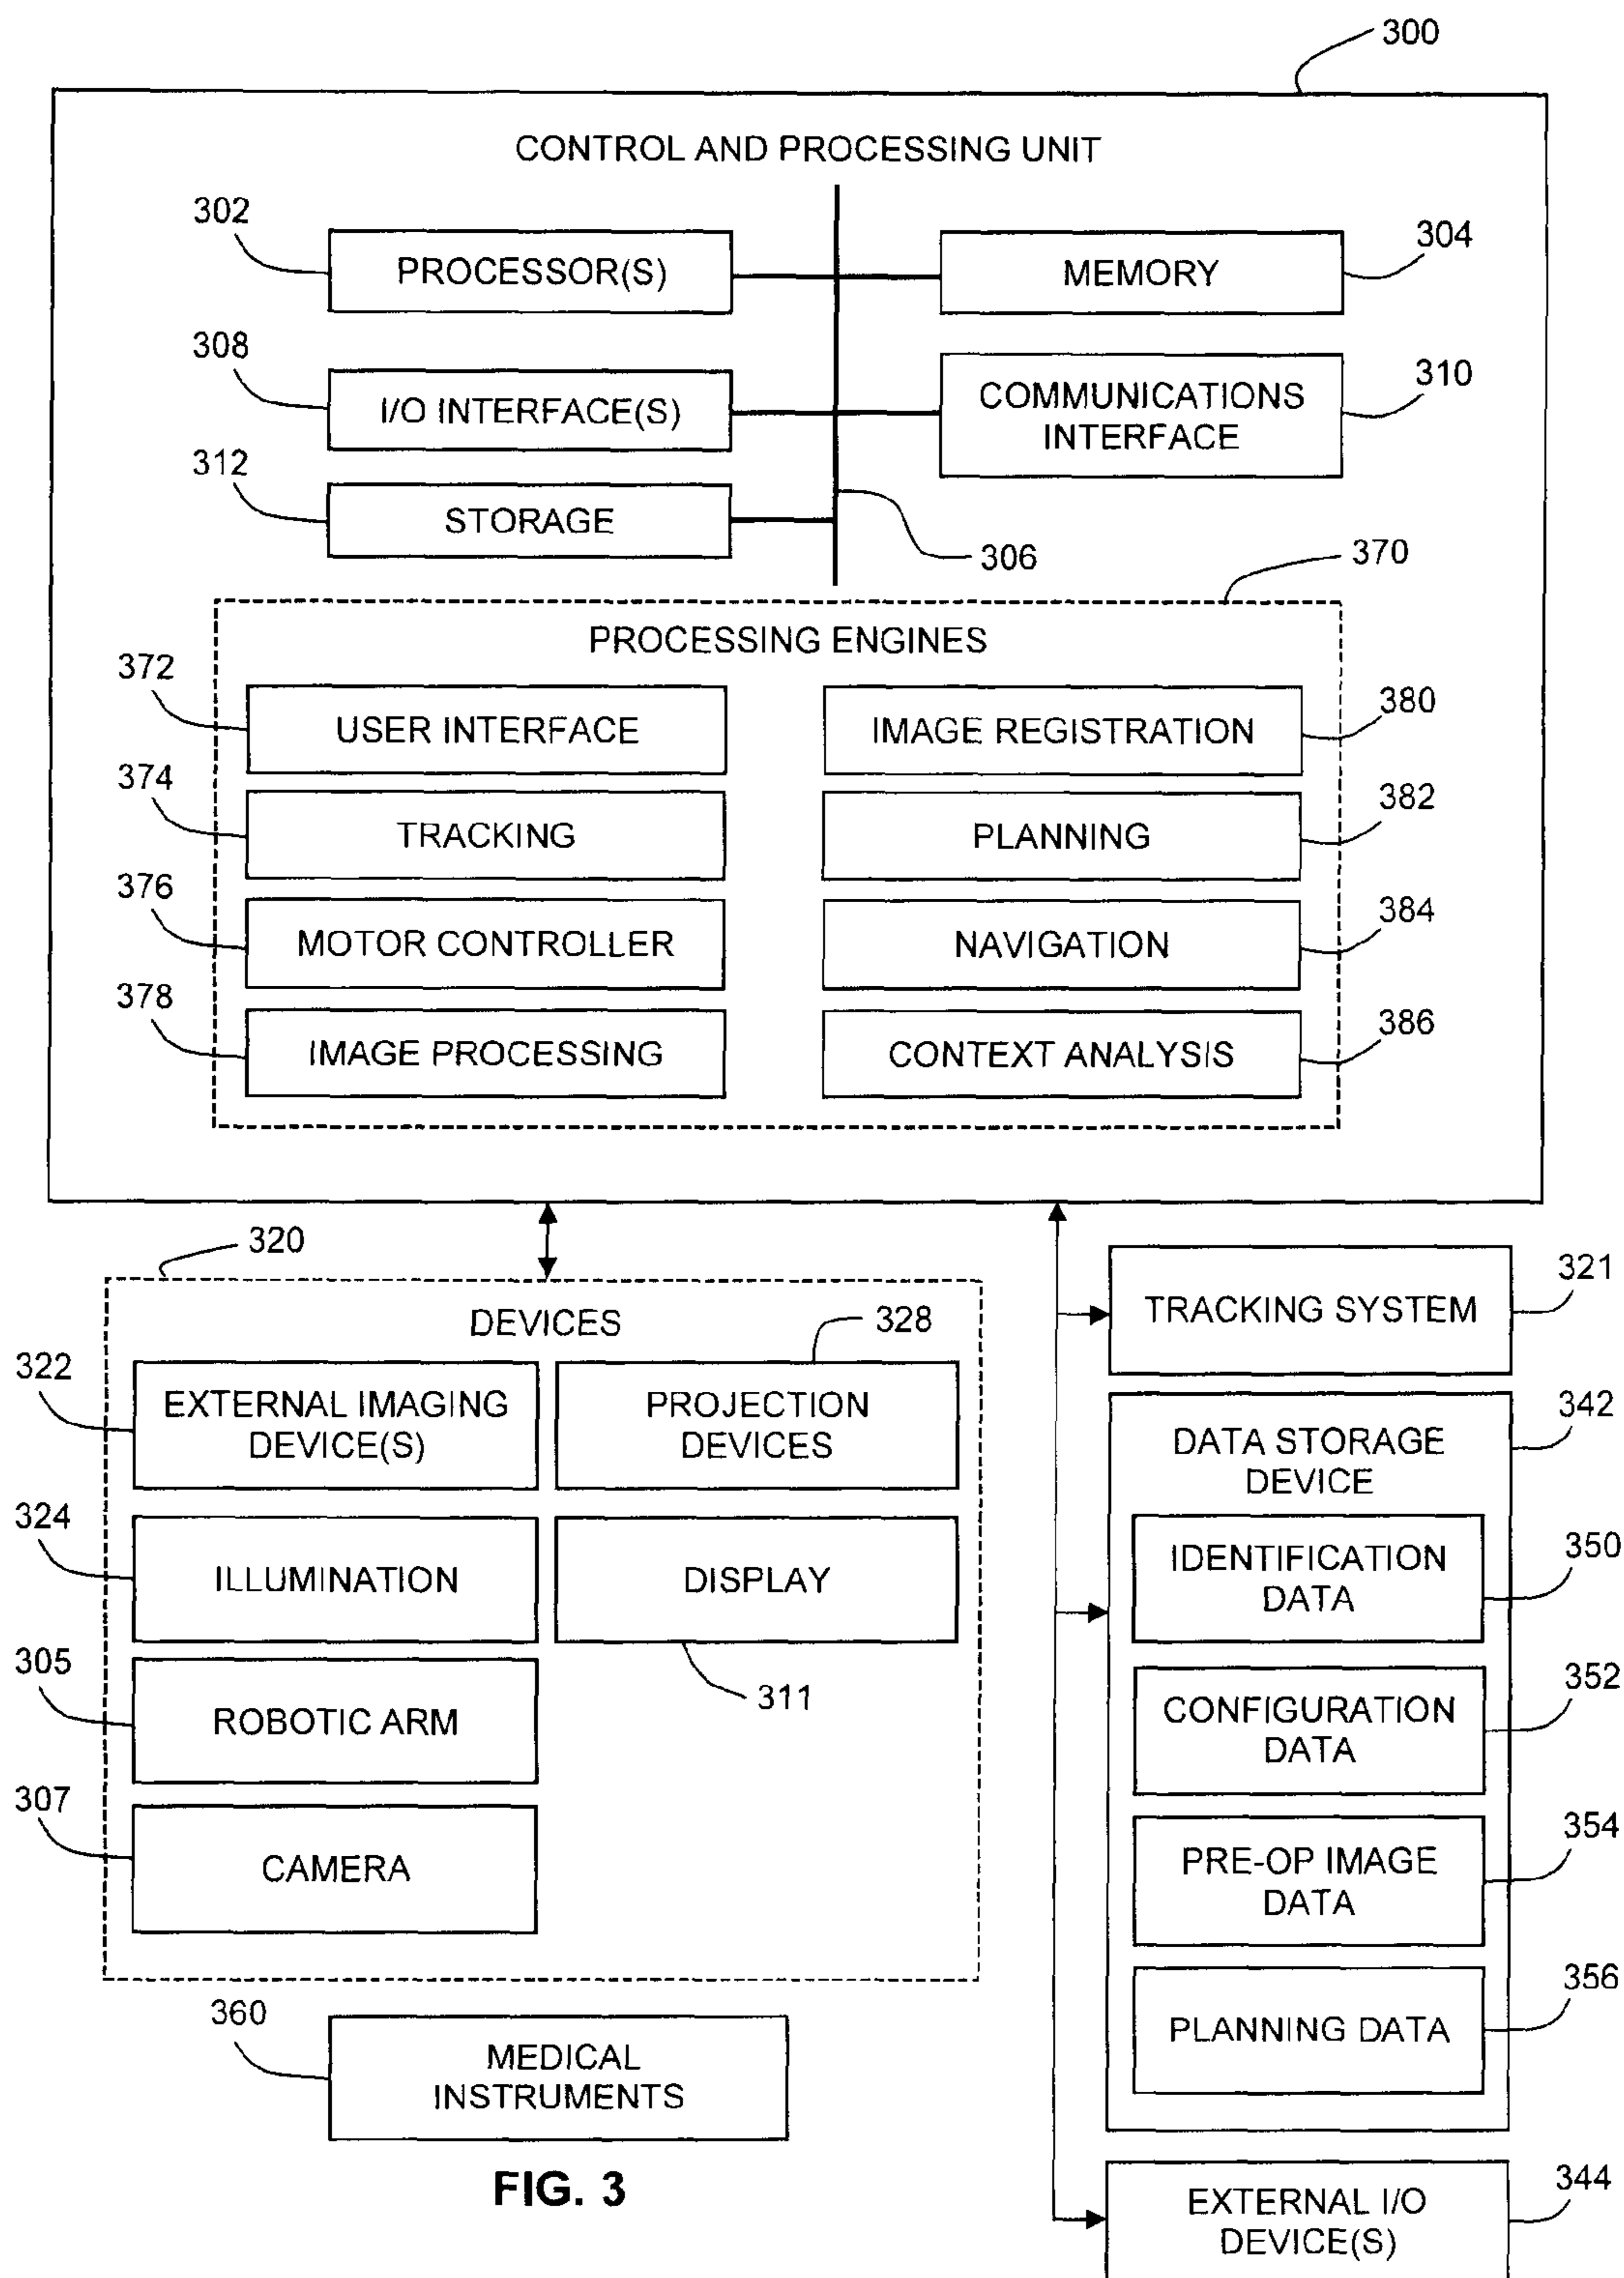 300
CONTROL AND PROCESSING UNIT
302
PROCESSOR(S)
MEMORY
304
308
I/O INTERFACE(S)
COMMUNICATIONS
INTERFACE
310
312
STORAGE
306
370
PROCESSING ENGINES
372
USER INTERFACE
IMAGE REGISTRATION
380
374
TRACKING
PLANNING
382
376
MOTOR CONTROLLER
NAVIGATION
384
378
IMAGE PROCESSING
CONTEXT ANALYSIS
386
320
DEVICES
328
322
EXTERNAL IMAGING
DEVICE(S)
PROJECTION
DEVICES
324
ILLUMINATION
DISPLAY
311
305
ROBOTIC ARM
307
CAMERA
360
MEDICAL
INSTRUMENTS
TRACKING SYSTEM
321
342
DATA STORAGE
DEVICE
IDENTIFICATION
DATA
350
352
CONFIGURATION
DATA
354
PRE-OP IMAGE
DATA
356
PLANNING DATA
344
EXTERNAL I/O
DEVICE(S)
FIG. 3